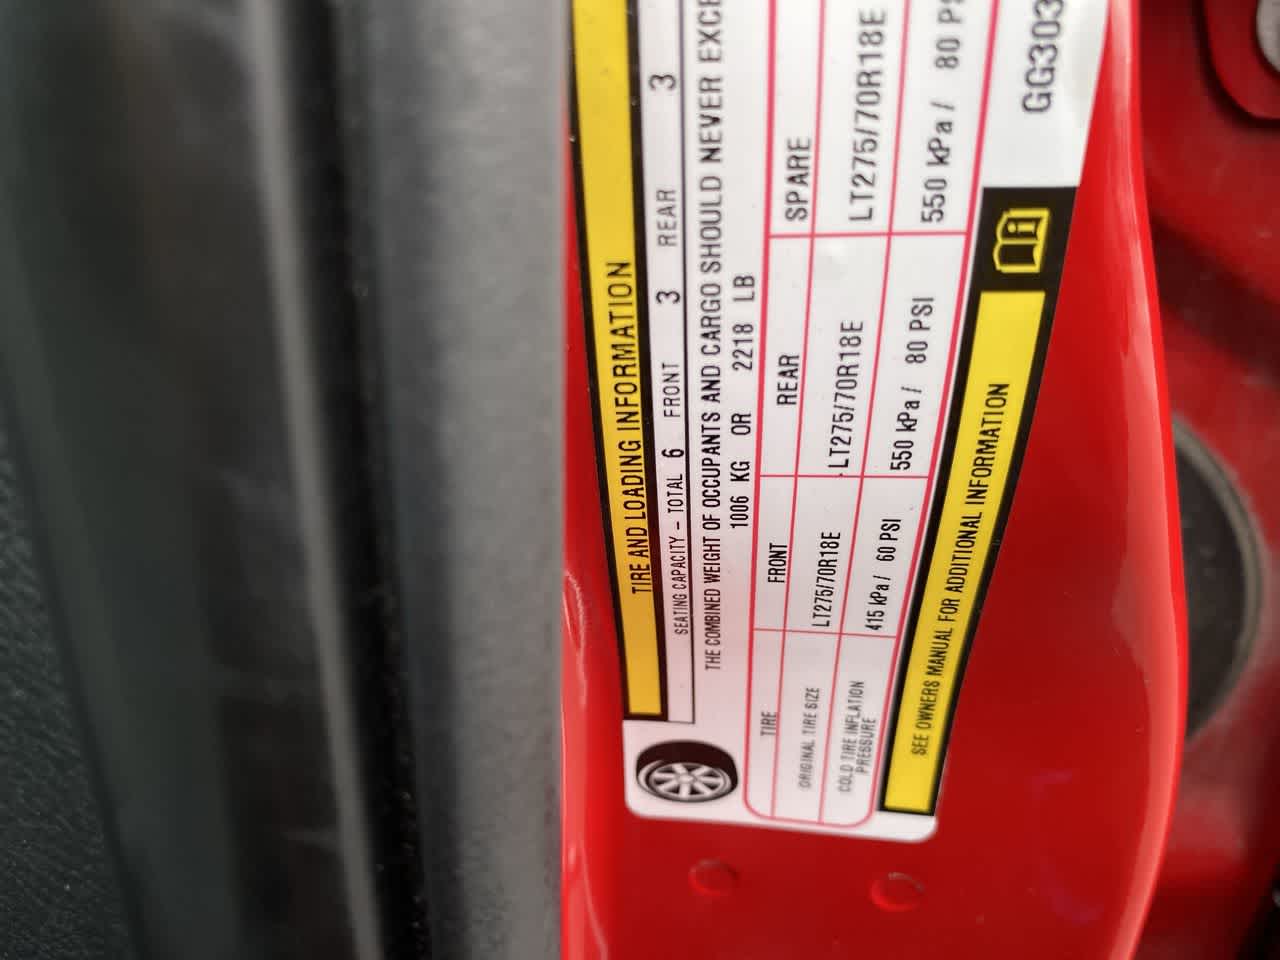 TIRE AND LOADING INFORMATION
SEATING CAPACITY – TOTAL 6 FRONT 3 REAR 3
THE COMBINED WEIGHT OF OCCUPANTS AND CARGO SHOULD NEVER EXCE
1006 KG OR 2218 LB
TIRE FRONT REAR SPARE
ORIGINAL TIRE SIZE LT275/70R18E LT275/70R18E LT275/70R18E
COLD TIRE INFLATION PRESSURE 415 kPa / 60 PSI 550 kPa / 80 PSI 550 kPa / 80 PS
SEE OWNERS MANUAL FOR ADDITIONAL INFORMATION
GG303